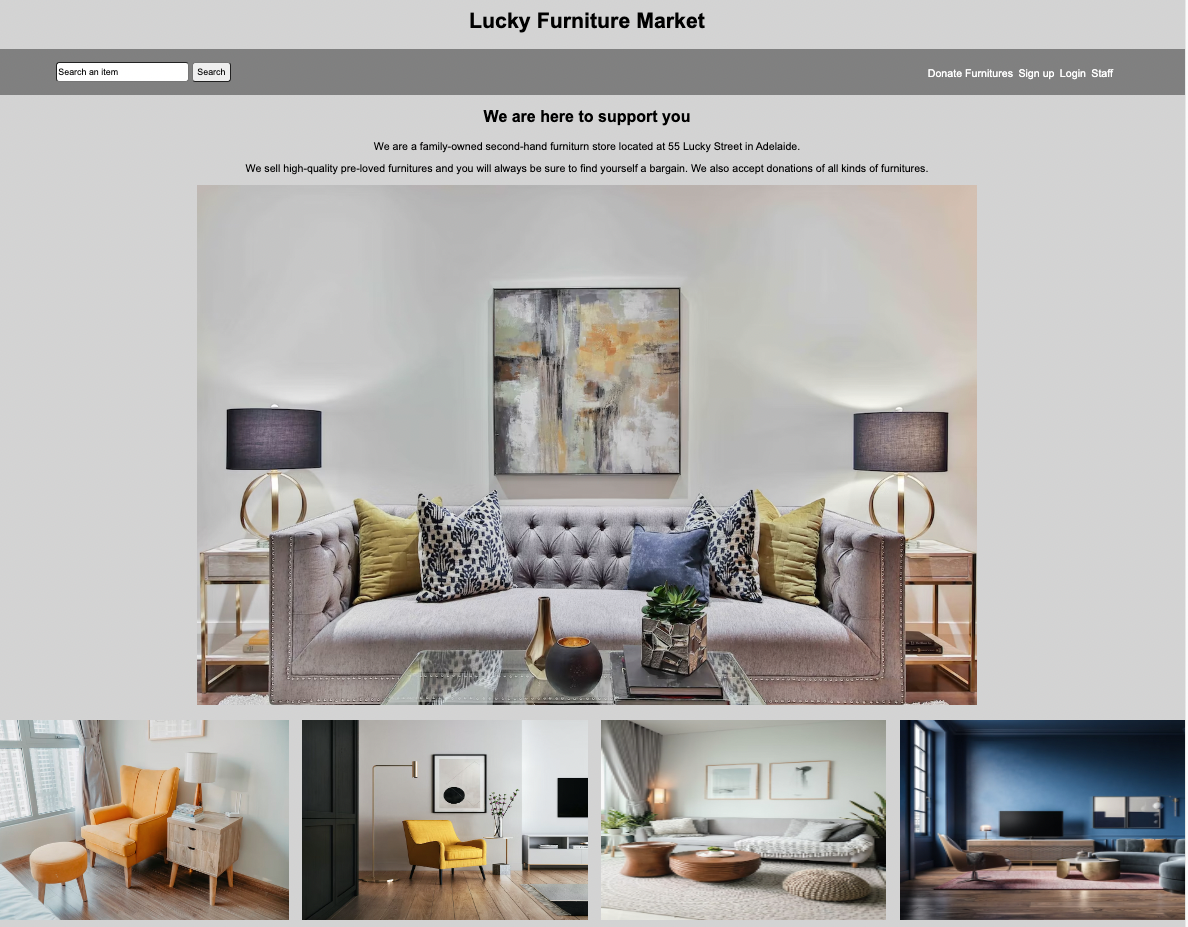 Lucky Furniture Market
Search an item
Search
Donate Furnitures Sign up Login Staff
We are here to support you
We are a family-owned second-hand furniturn store located at 55 Lucky Street in Adelaide.
We sell high-quality pre-loved furnitures and you will always be sure to find yourself a bargain. We also accept donations of all kinds of furnitures.